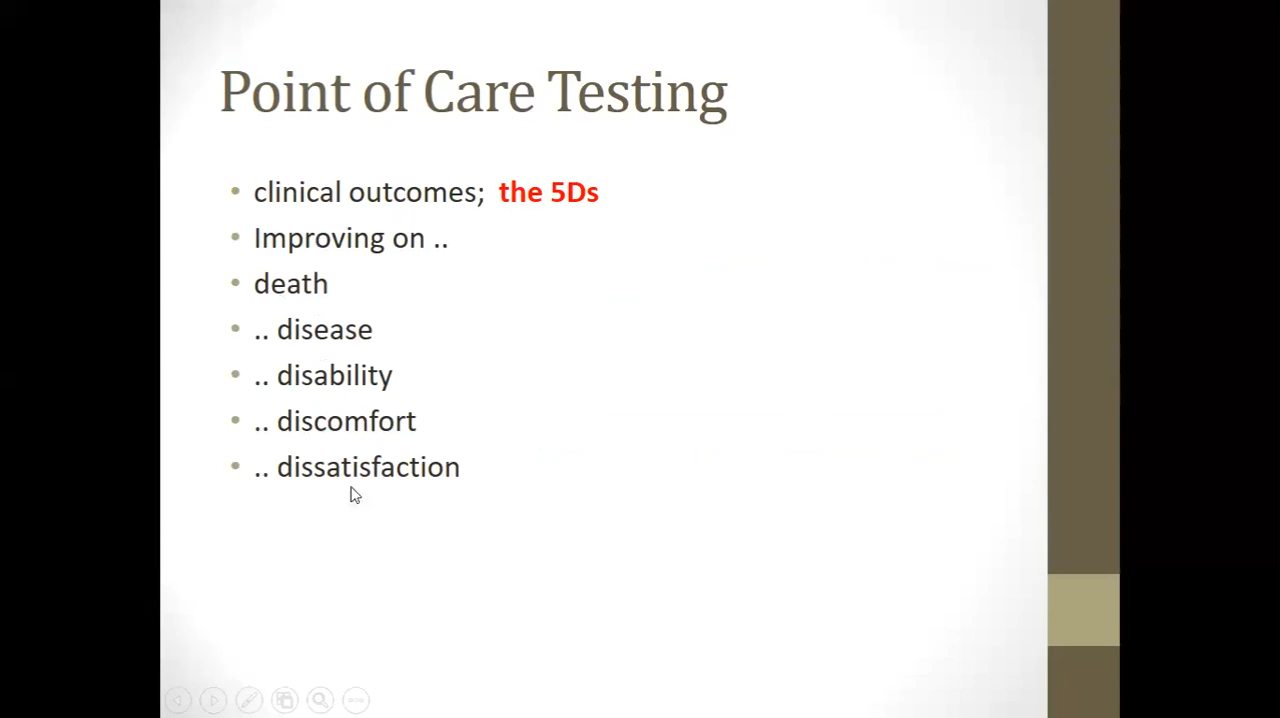 Point of Care Testing
• clinical outcomes; the 5Ds
• Improving on ..
• death
• .. disease
• .. disability
• .. discomfort
• .. dissatisfaction